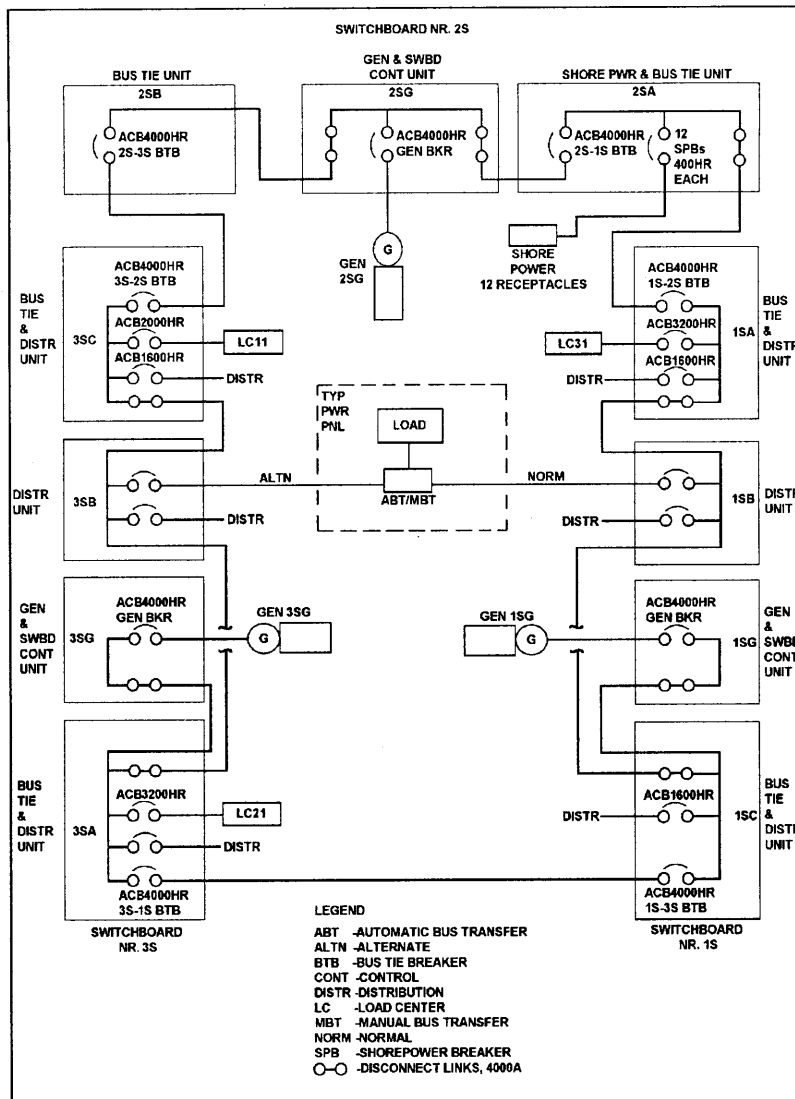 SWITCHBOARD NR. 2S
BUS TIE UNIT
2SB
GEN & SWBD
CONT UNIT
2SG
SHORE PWR & BUS TIE UNIT
2SA
ACB4000HR
2S-3S BTB
ACB4000HR
GEN BKR
ACB4000HR
2S-1S BTB
12
SPBs
400HR
EACH
G
GEN
2SG
SHORE
POWER
12 RECEPTACLES
BUS
TIE
&
DISTR
UNIT
3SC
ACB4000HR
3S-2S BTB
ACB2000HR
LC11
ACB1600HR
DISTR
ACB4000HR
1S-2S BTB
ACB3200HR
LC31
ACB1600HR
DISTR
1SA
BUS
TIE
&
DISTR
UNIT
TYP
PWR
PNL
LOAD
ABT/MBT
ALTN
NORM
DISTR
UNIT
3SB
DISTR
DISTR
1SB
DISTR
UNIT
GEN
&
SWBD
CONT
UNIT
3SG
ACB4000HR
GEN BKR
GEN 3SG
G
GEN 1SG
G
ACB4000HR
GEN BKR
1SG
GEN
&
SWBD
CONT
UNIT
BUS
TIE
&
DISTR
UNIT
3SA
ACB3200HR
LC21
DISTR
ACB4000HR
3S-1S BTB
ACB1600HR
DISTR
1SC
ACB4000HR
1S-3S BTB
BUS
TIE
&
DISTR
UNIT
SWITCHBOARD
NR. 3S
SWITCHBOARD
NR. 1S
LEGEND
ABT -AUTOMATIC BUS TRANSFER
ALTN -ALTERNATE
BTB -BUS TIE BREAKER
CONT -CONTROL
DISTR -DISTRIBUTION
LC -LOAD CENTER
MBT -MANUAL BUS TRANSFER
NORM -NORMAL
SPB -SHOREPOWER BREAKER
-DISCONNECT LINKS, 4000A